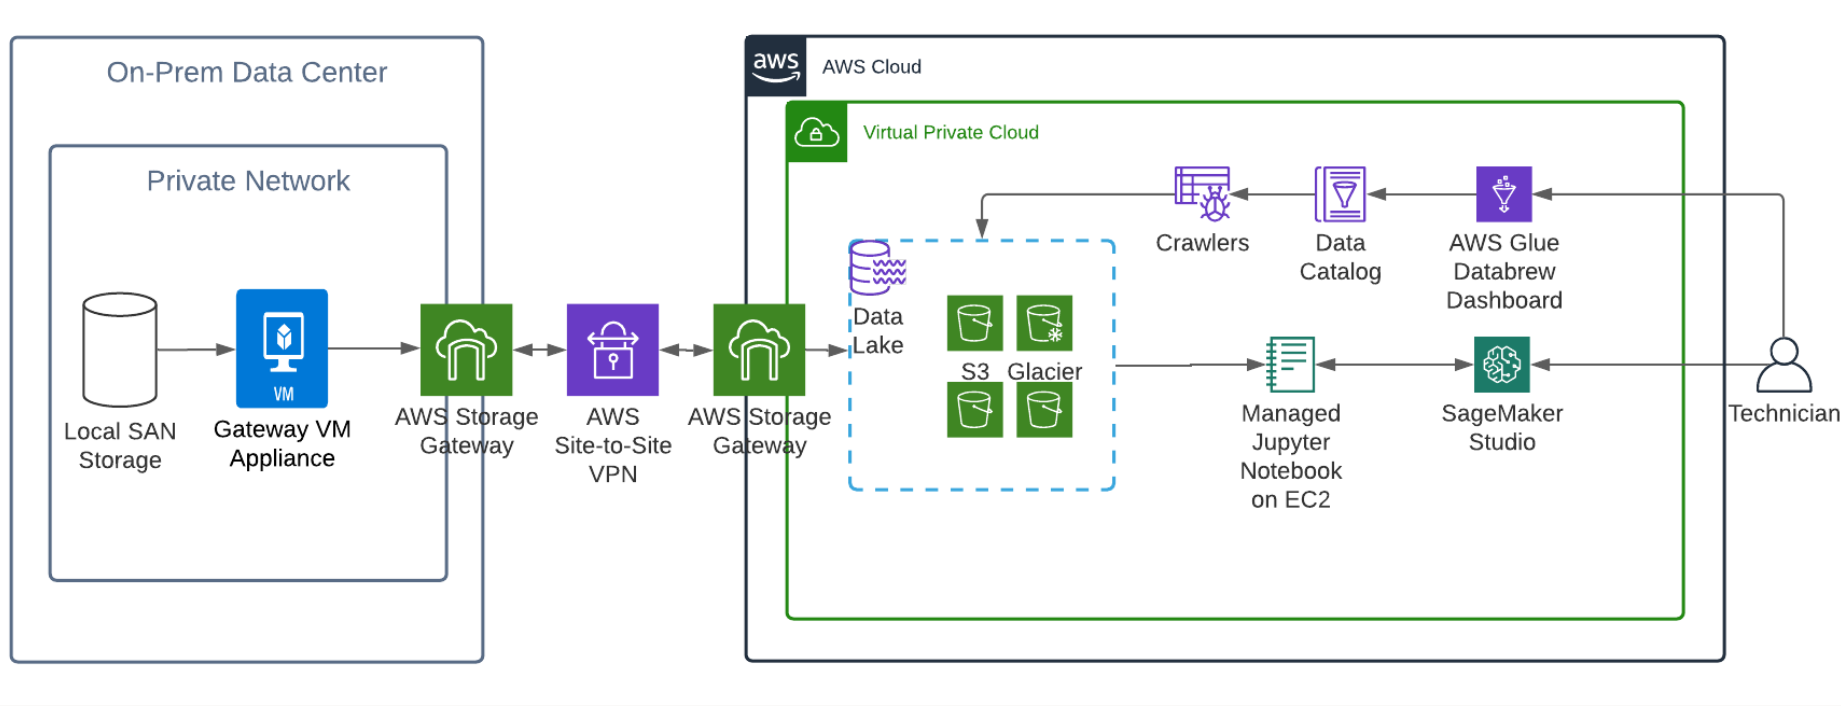 On-Prem Data Center
Private Network
Local SAN
Storage
VM
Gateway VM
Appliance
AWS Storage
Gateway
AWS
Site-to-Site
VPN
AWS Storage
Gateway
aws
AWS Cloud
Virtual Private Cloud
Data
Lake
S3
Glacier
Crawlers
Data
Catalog
AWS Glue
Databrew
Dashboard
Managed
Jupyter
Notebook
on EC2
SageMaker
Studio
Technician